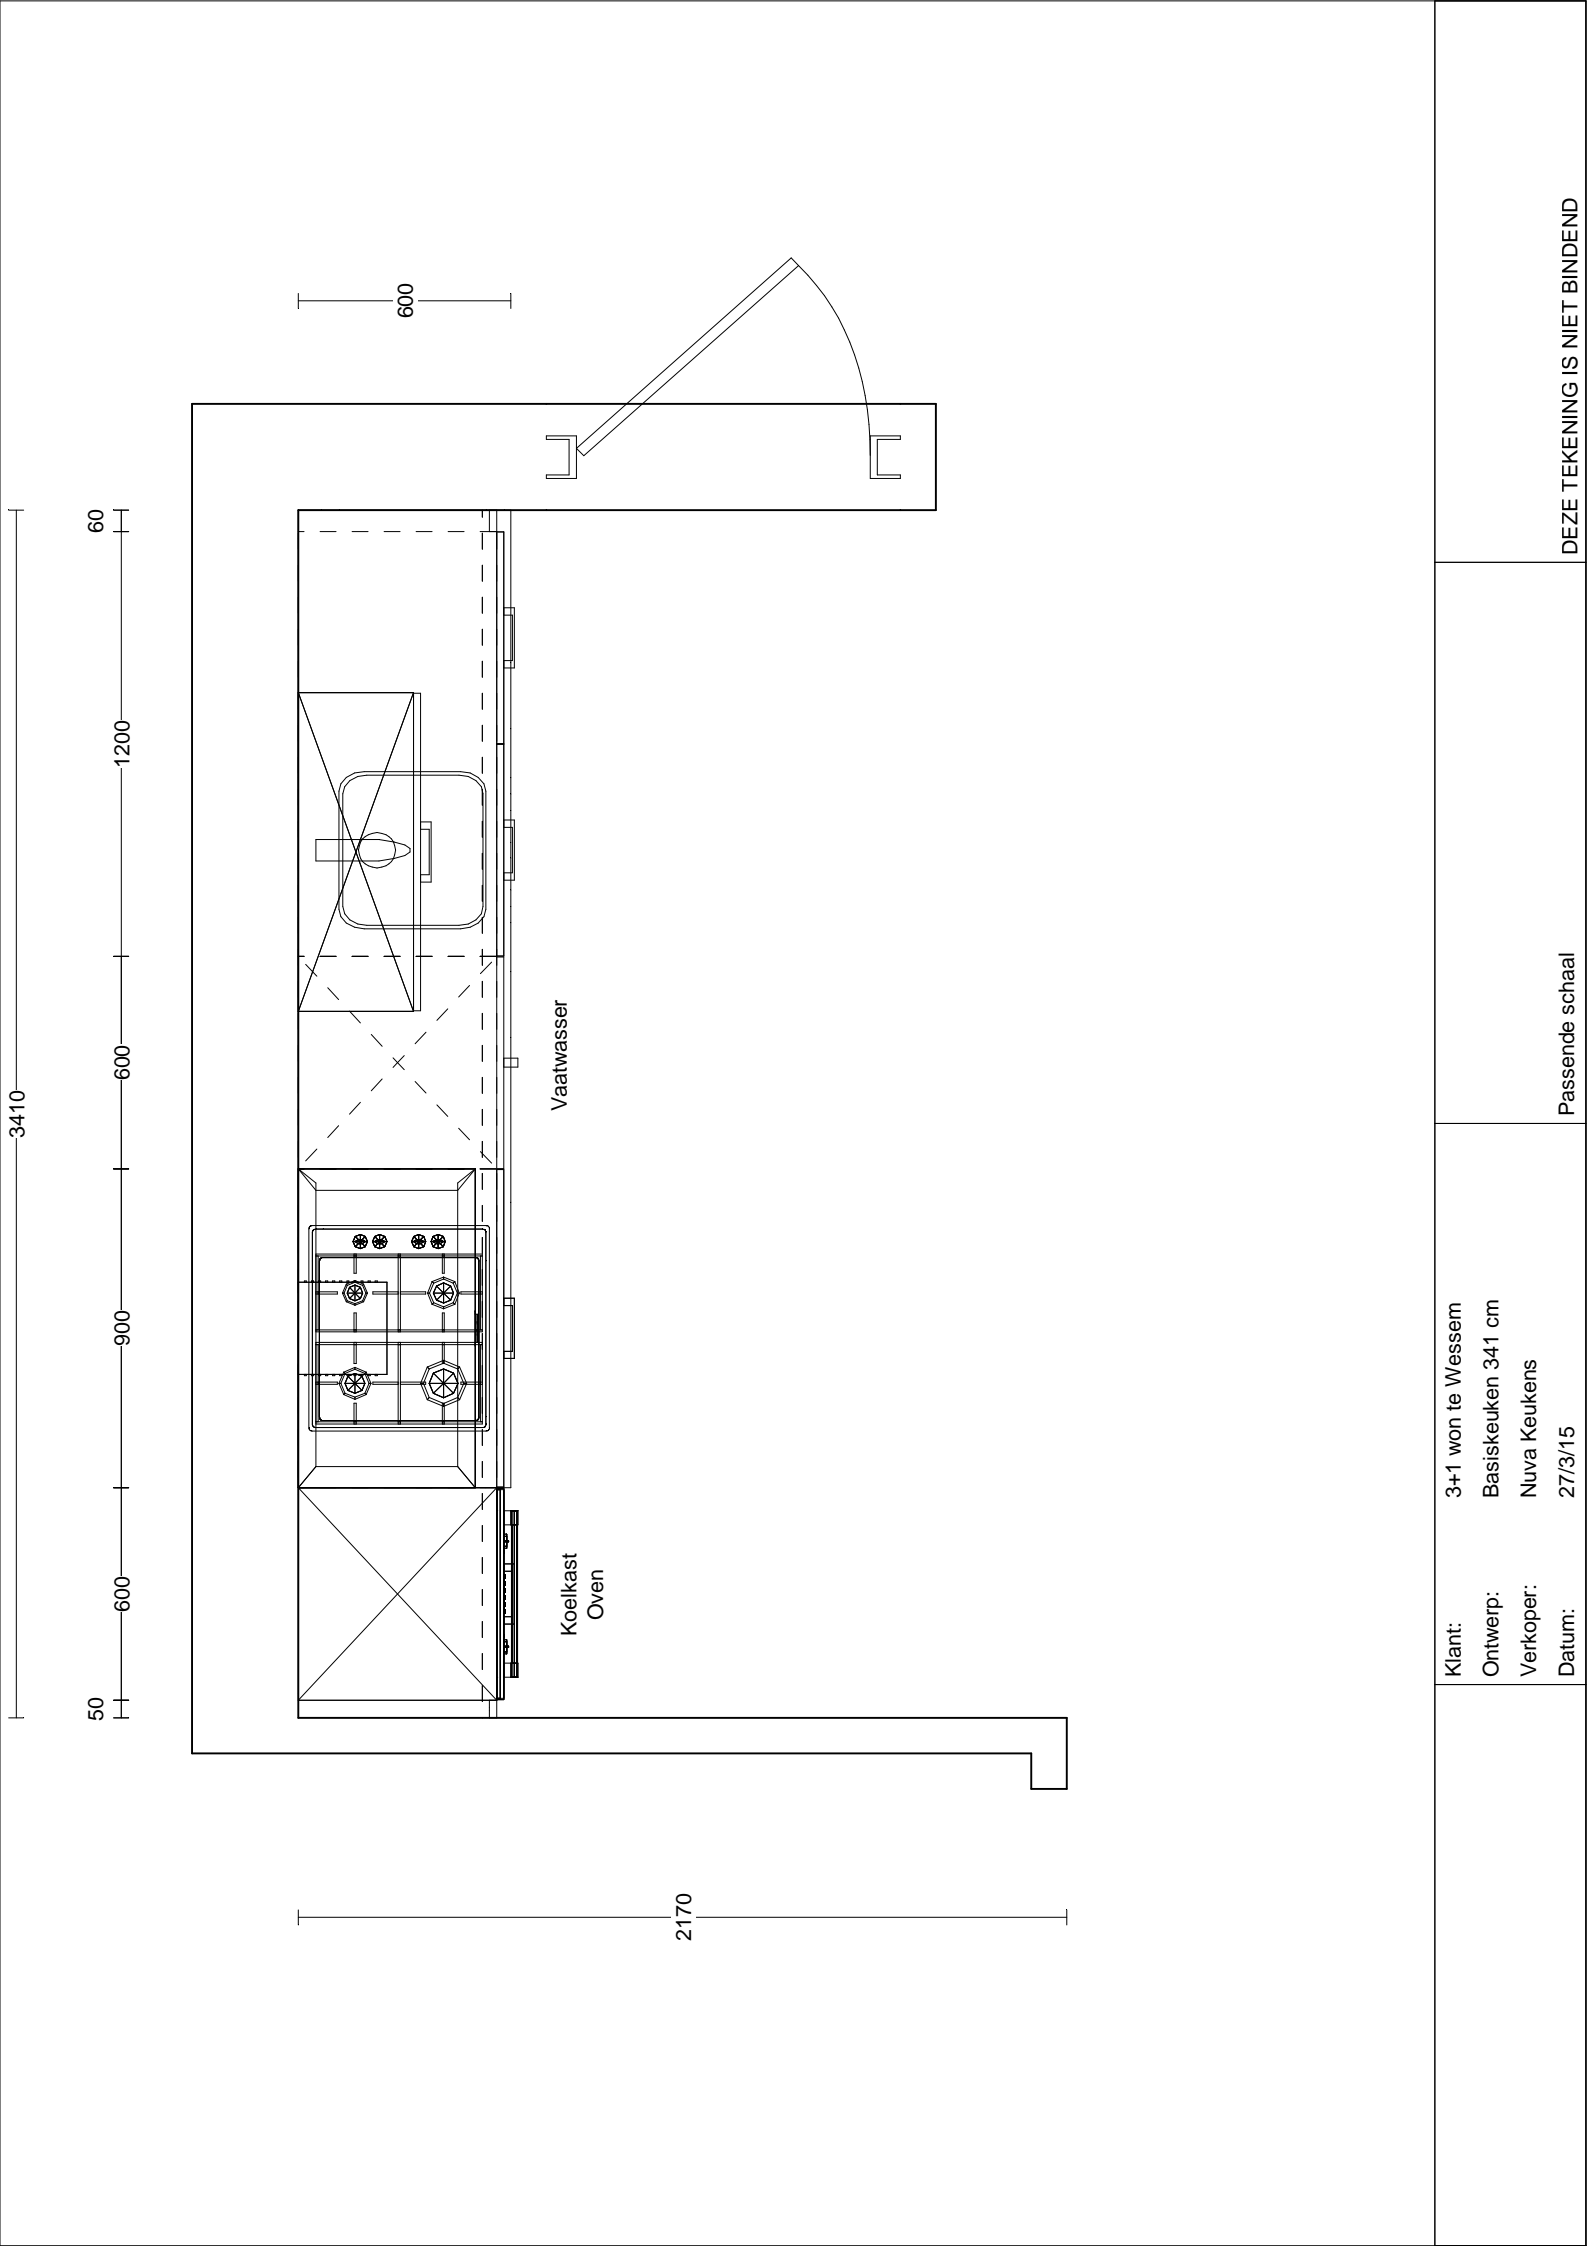 3410
50
600
900
600
1200
60
600
2170
Koelkast
Oven
Vaatwasser
Klant: 3+1 won te Wessem
Ontwerp: Basiskeuken 341 cm
Verkoper: Nuva Keukens
Datum: 27/3/15
Passende schaal
DEZE TEKENING IS NIET BINDEND